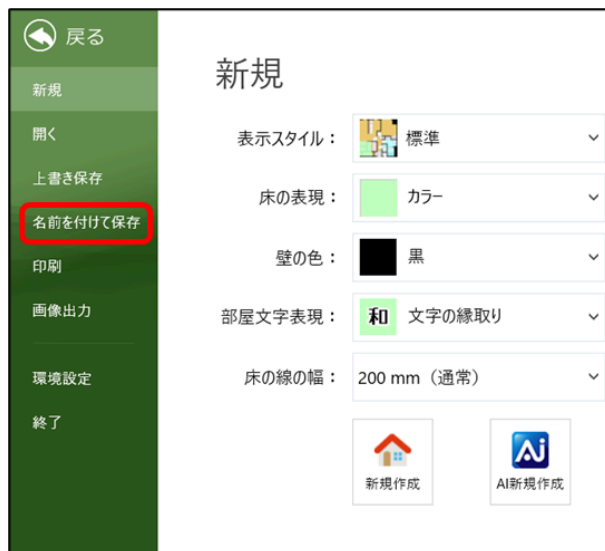 戻る
新規
開く
上書き保存
名前を付けて保存
印刷
画像出力
環境設定
終了
新規
表示スタイル： 標準
床の表現： カラー
壁の色： 黒
部屋文字表現： 和 文字の縁取り
床の線の幅： 200 mm（通常）
新規作成
Ai
AI新規作成